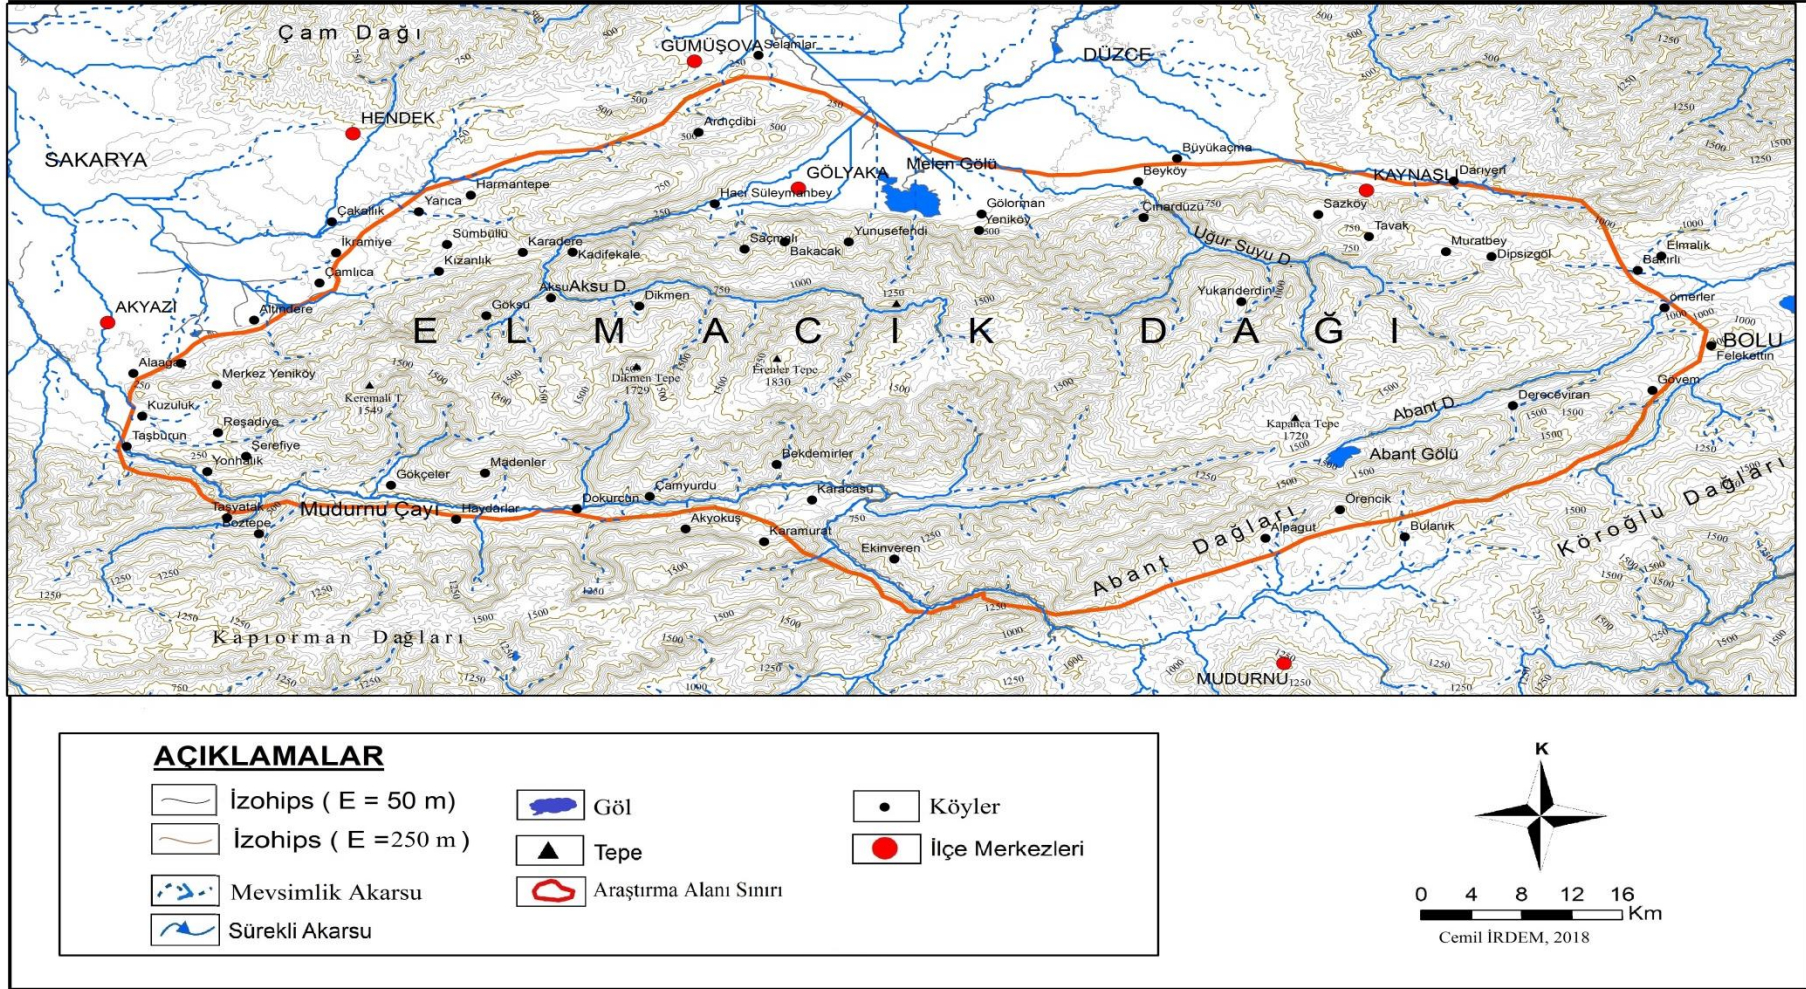 Çam Dağı
GÜMÜŞOVA
Selamlar
DÜZCE
HENDEK
SAKARYA
Ardıçdibi
Büyükaçma
Melen Gölü
Beyköy
KAYNAŞLI
Darıyeri
GÖLYAKA
Hacı Süleymanbey
Harmantepe
Yarıca
Çakallık
Gölorman
Yeniköy
Çınardüzü
Sazköy
Tavak
Uğur Suyu D.
Muratbey
Dipsizgöl
Elmalık
Bakırlı
İkramiye
Sümbüllü
Karadere
Kadifekale
Saçmalı
Bakacak
Yunusefendi
Kızanlık
Çamlıca
Aksu
Aksu D.
Dikmen
Göksu
Yukarıderdin
ömerler
AKYAZI
Altındere
ELMACIK DAĞI
BOLU
Felekettin
Alaağaç
Merkez Yeniköy
Keremali T.
1549
Dikmen Tepe
1729
Erenler Tepe
1830
Kapanca Tepe
1720
Abant D.
Dereceviran
Gövem
Kuzuluk
Reşadiye
Taşburun
Şerefiye
Yonhalık
Gökçeler
Madenler
Bekdemirler
Abant Gölü
Çamyurdu
Karacasu
Dokurcun
Mudurnu Çayı
Haydarlar
Taşyatak
Boztepe
Akyokuş
Karamurat
Ekinveren
Örencik
Alpagut
Bulanık
Abant Dağları
Köroğlu Dağları
Kapıorman Dağları
MUDURNU
AÇIKLAMALAR
İzohips ( E = 50 m)
İzohips ( E =250 m )
Mevsimlik Akarsu
Sürekli Akarsu
Göl
Tepe
Araştırma Alanı Sınırı
Köyler
İlçe Merkezleri
K
0 4 8 12 16
Km
Cemil İRDEM, 2018